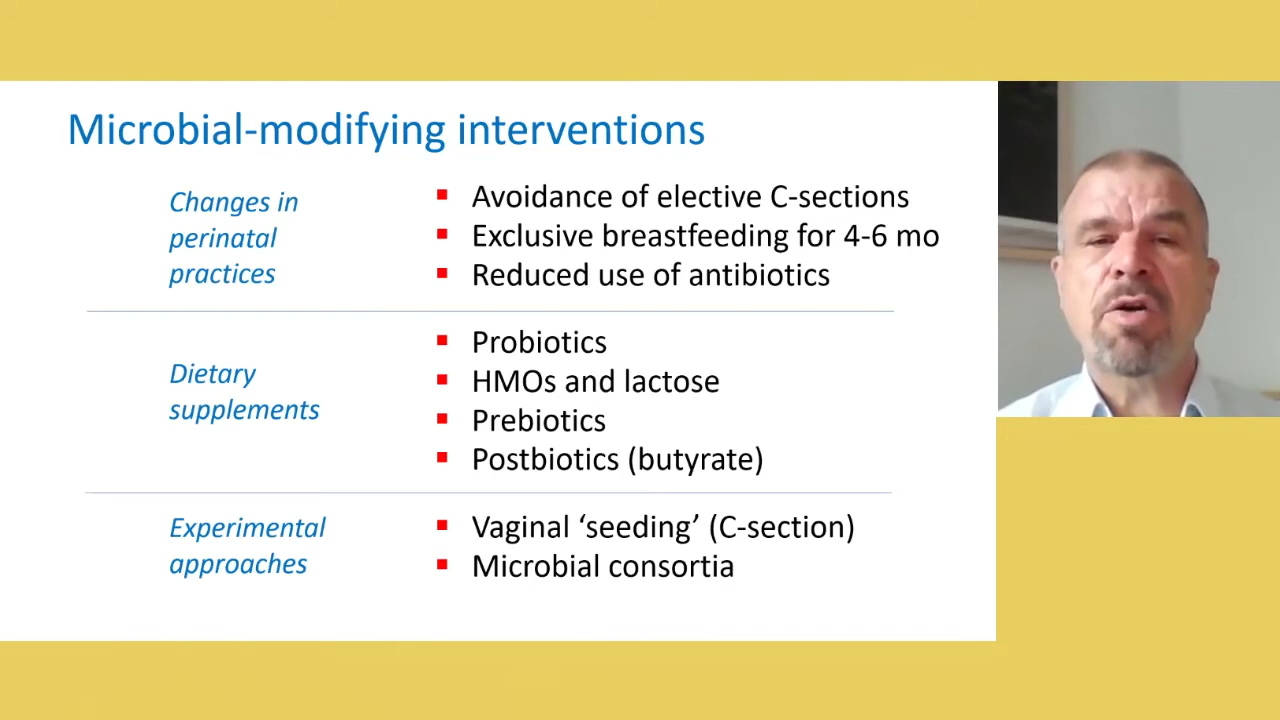 Microbial-modifying interventions
Changes in
perinatal
practices
▪ Avoidance of elective C-sections
▪ Exclusive breastfeeding for 4-6 mo
▪ Reduced use of antibiotics
Dietary
supplements
▪ Probiotics
▪ HMOs and lactose
▪ Prebiotics
▪ Postbiotics (butyrate)
Experimental
approaches
▪ Vaginal ‘seeding’ (C-section)
▪ Microbial consortia